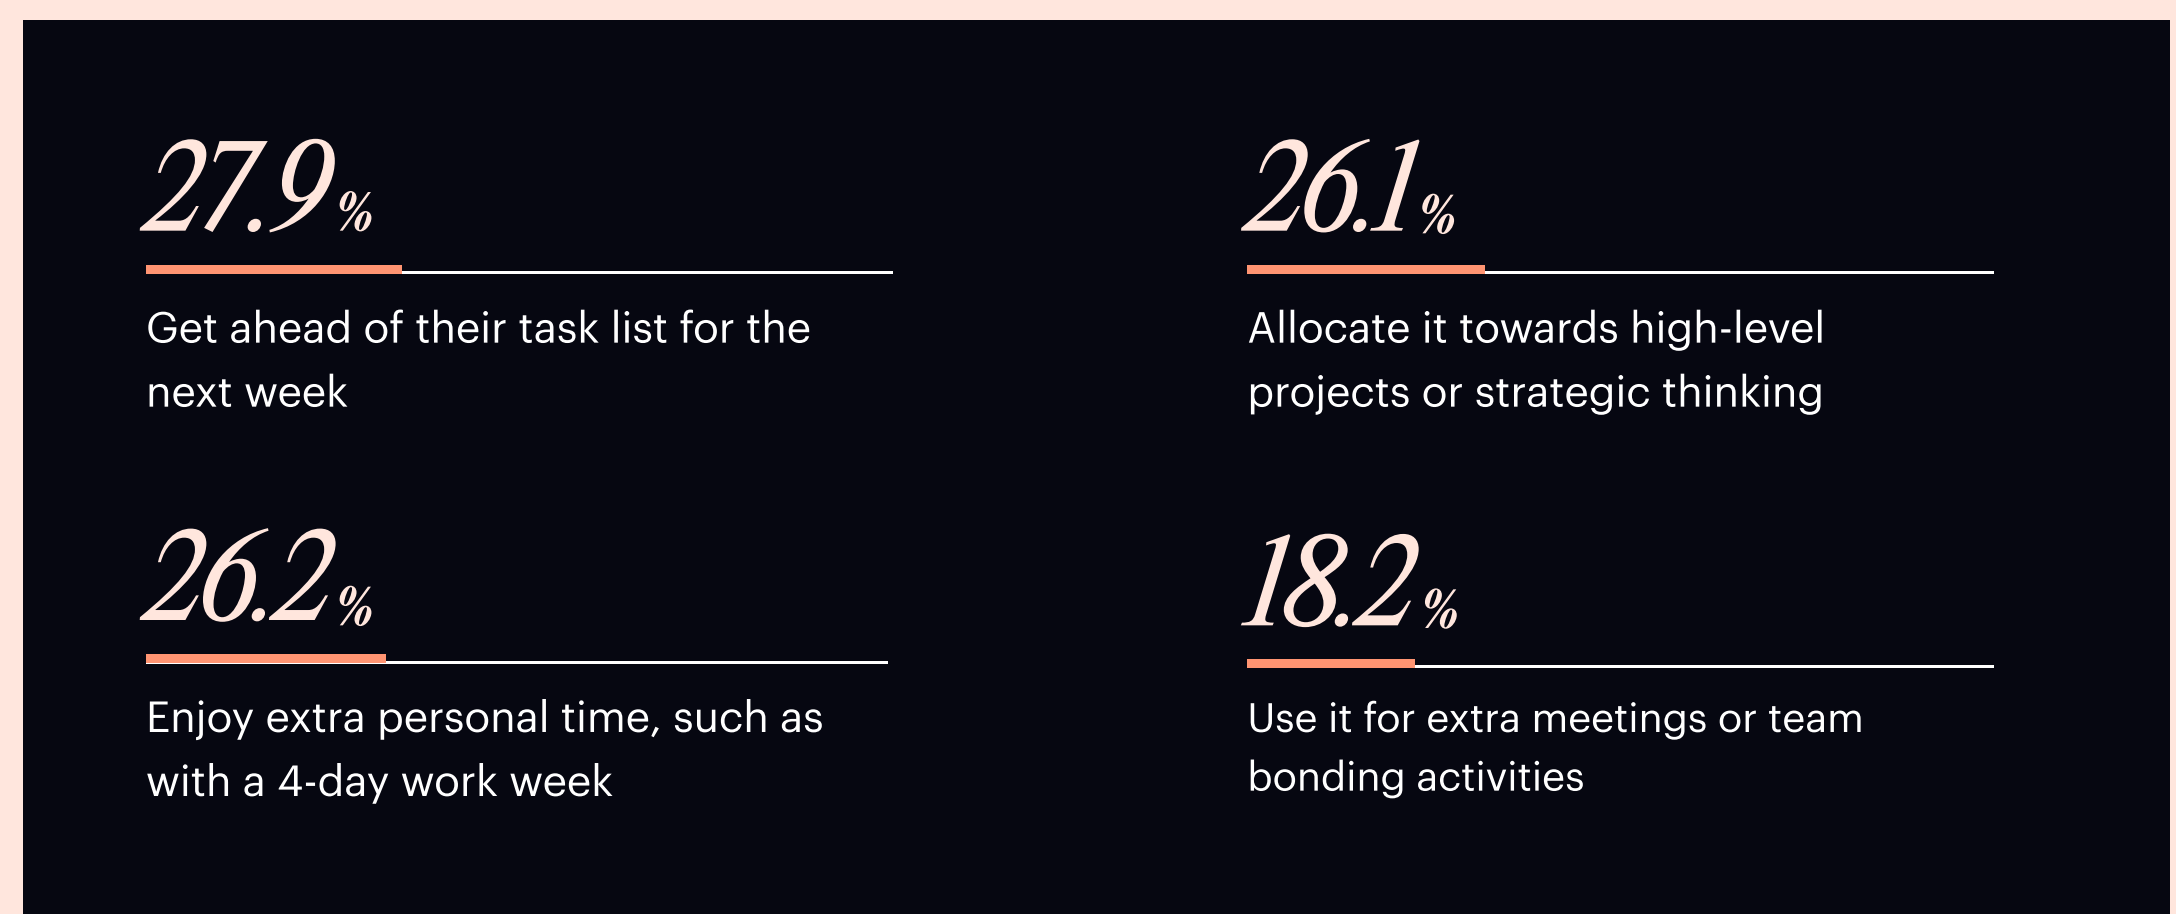 27.9%
Get ahead of their task list for the
next week
26.1%
Allocate it towards high-level
projects or strategic thinking
26.2%
Enjoy extra personal time, such as
with a 4-day work week
18.2%
Use it for extra meetings or team
bonding activities